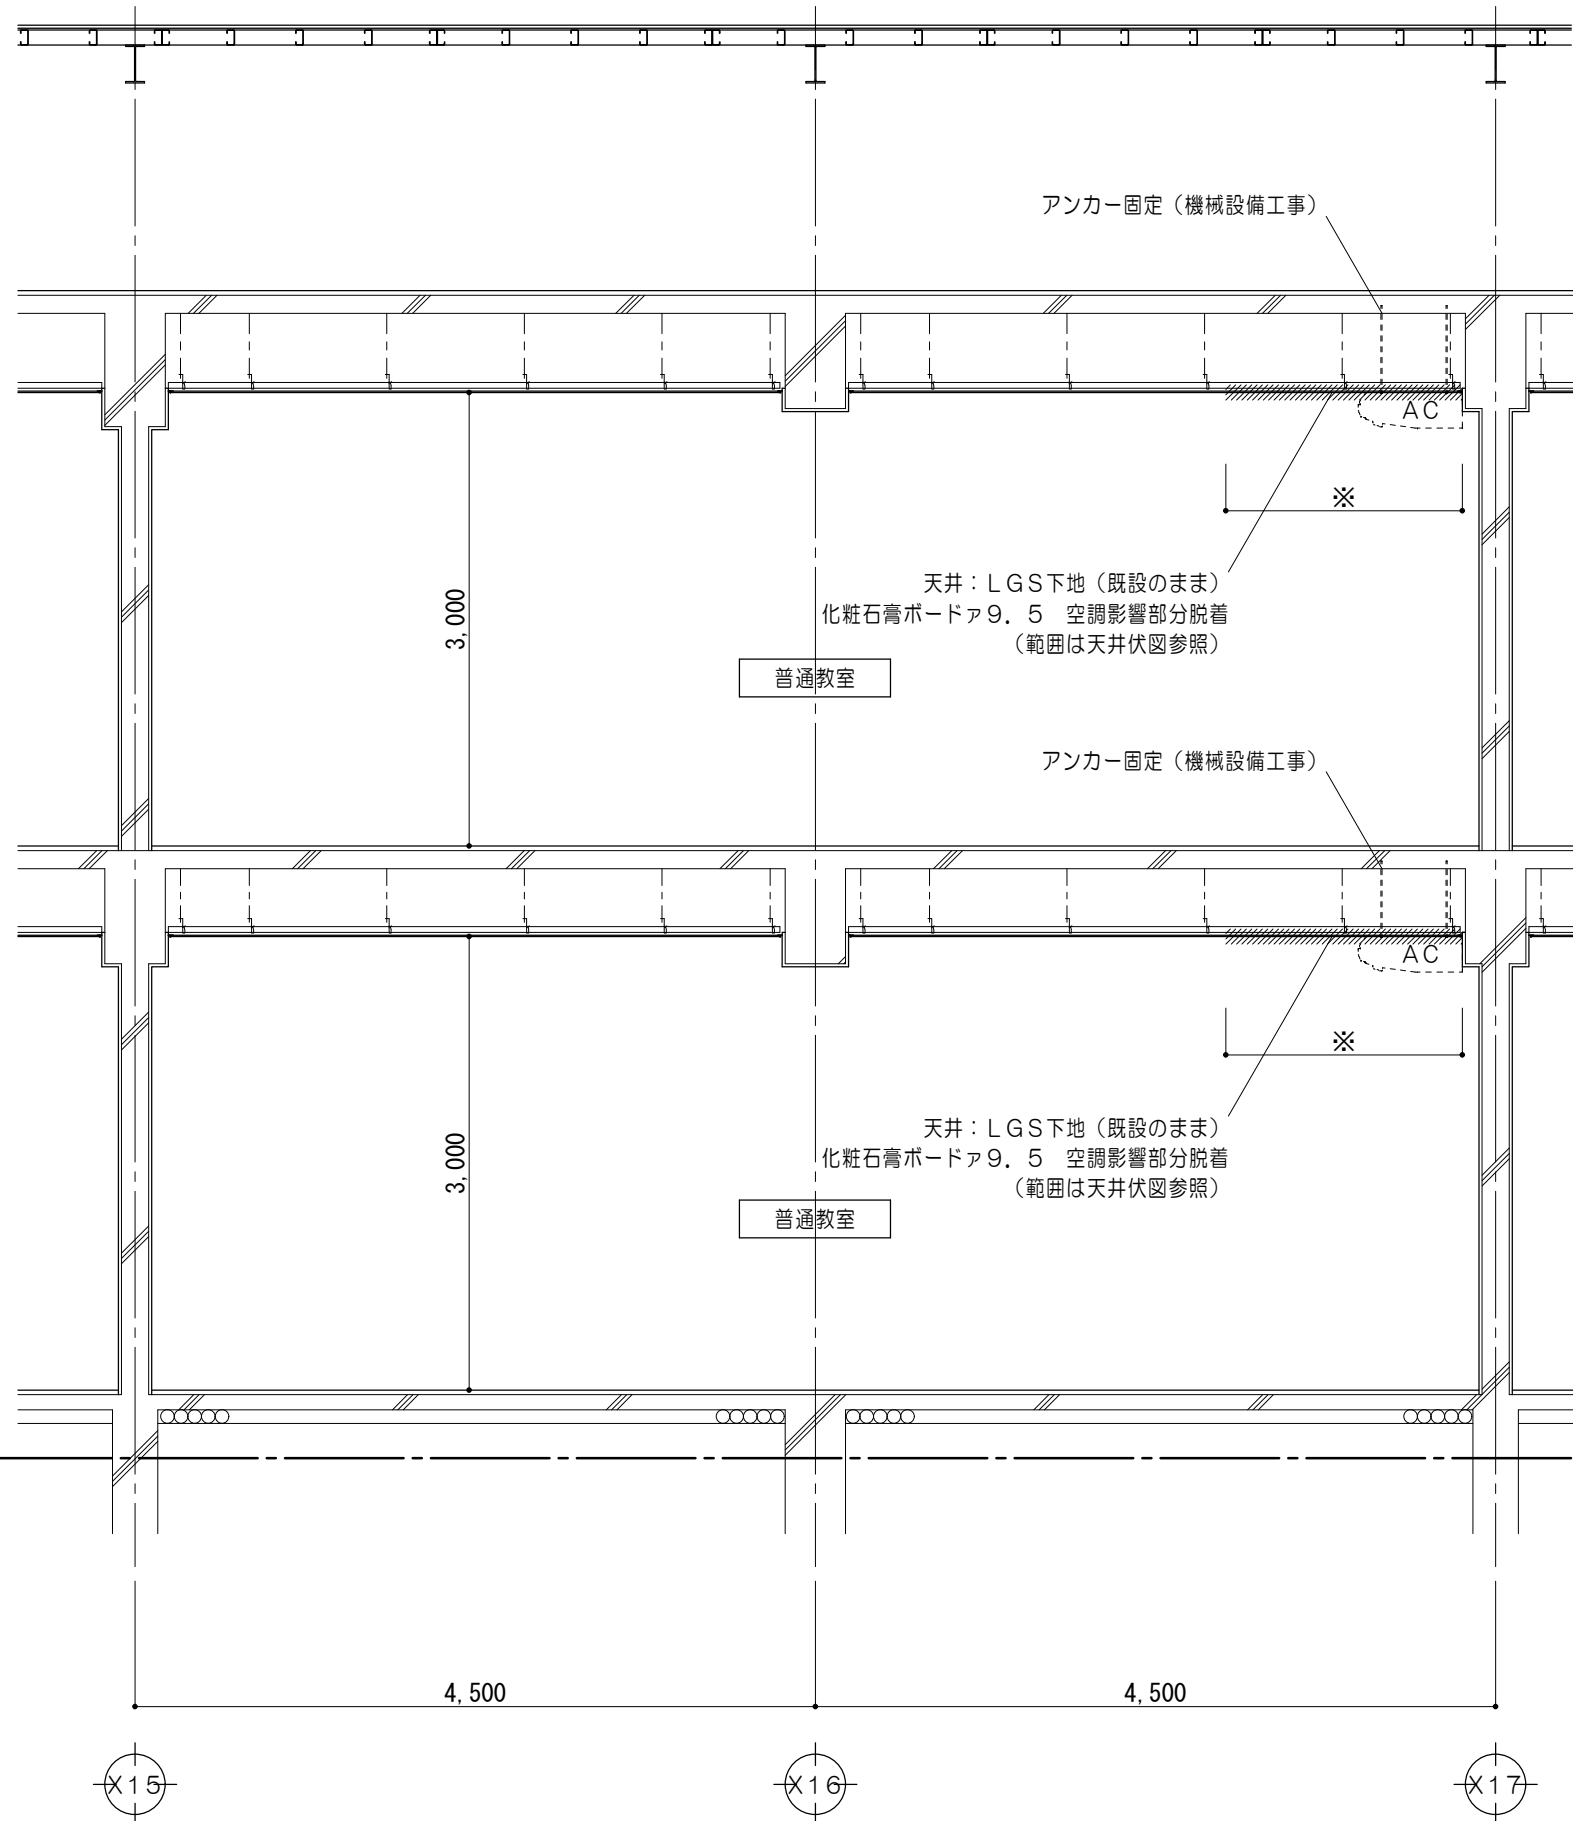 アンカー固定（機械設備工事）
AC
※
天井：LGS下地（既設のまま）
化粧石膏ボードァ9．5　空調影響部分脱着
（範囲は天井伏図参照）
3,000
普通教室
アンカー固定（機械設備工事）
AC
※
天井：LGS下地（既設のまま）
化粧石膏ボードァ9．5　空調影響部分脱着
（範囲は天井伏図参照）
3,000
普通教室
4,500
4,500
X15
X16
X17